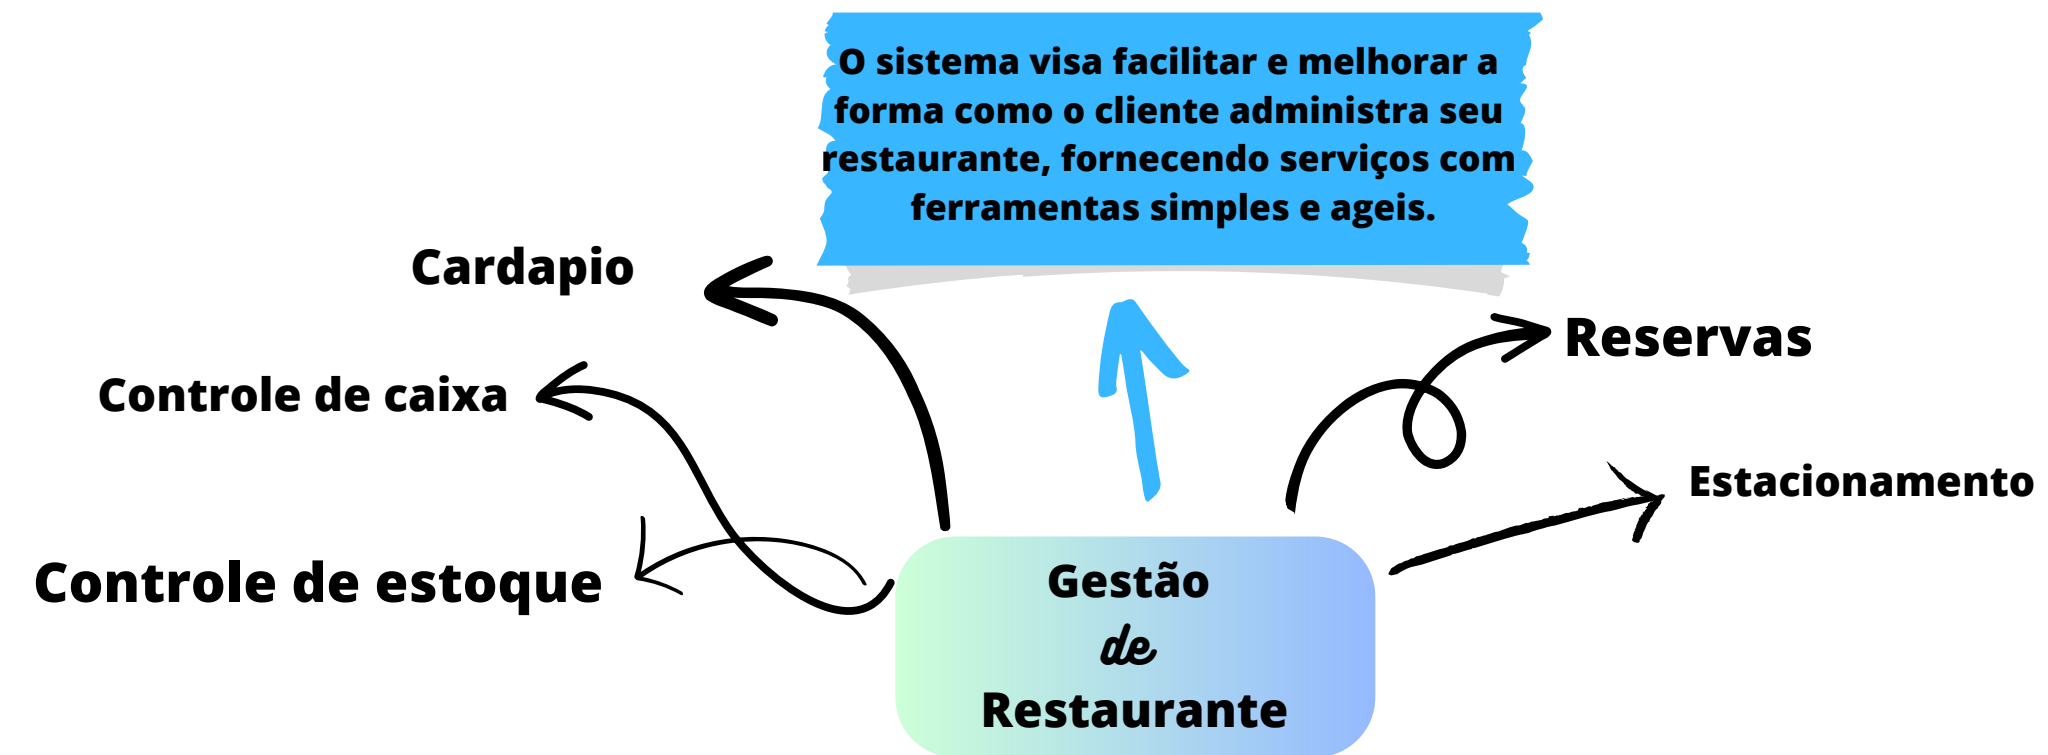 O sistema visa facilitar e melhorar a
forma como o cliente administra seu
restaurante, fornecendo serviços com
ferramentas simples e ageis.
Cardapio
Reservas
Controle de caixa
Estacionamento
Controle de estoque
Gestão
de
Restaurante